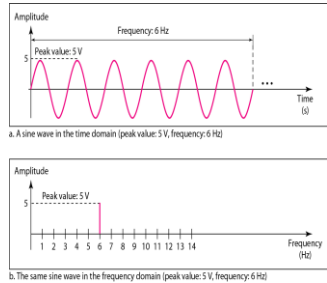 Amplitude
Frequency: 6 Hz
Peak value: 5 V
5
...
Time
(s)
a. A sine wave in the time domain (peak value: 5 V, frequency: 6 Hz)
Amplitude
Peak value: 5 V
5
1 2 3 4 5 6 7 8 9 10 11 12 13 14
Frequency
(Hz)
b. The same sine wave in the frequency domain (peak value: 5 V, frequency: 6 Hz)